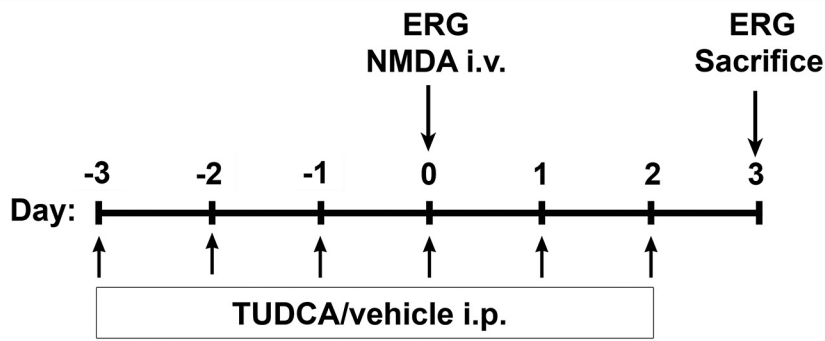 ERG
NMDA i.v.
ERG
Sacrifice
-3 -2 -1 0 1 2 3
Day:
TUDCA/vehicle i.p.